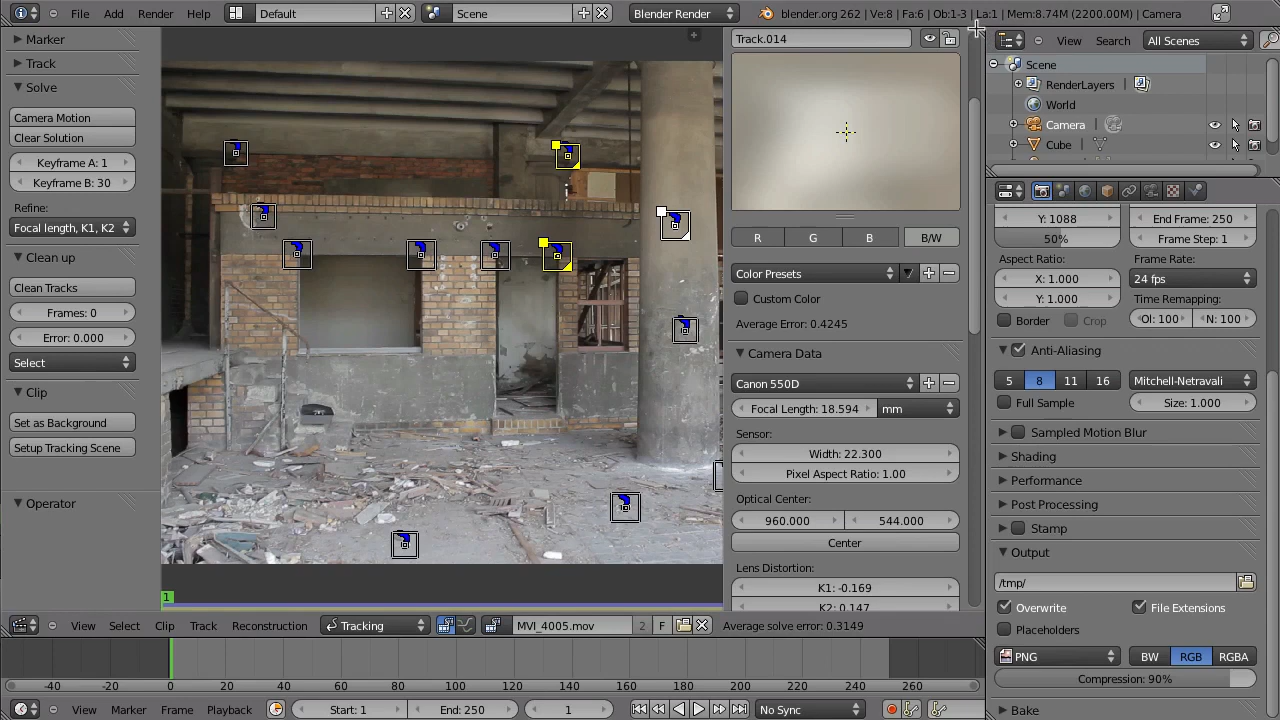 File Add Render Help Default Scene Blender Render blender.org 262 | Ve:8 | Fa:6 | Ob:1-3 | La:1 | Mem:8.74M (2200.00M) | Camera
Marker
Track
Solve
Camera Motion
Clear Solution
Keyframe A: 1
Keyframe B: 30
Refine:
Focal length, K1, K2
Clean up
Clean Tracks
Frames: 0
Error: 0.000
Select
Clip
Set as Background
Setup Tracking Scene
Operator
1
Track.014
R G B B/W
Color Presets
Custom Color
Average Error: 0.4245
Camera Data
Canon 550D
Focal Length: 18.594 mm
Sensor:
Width: 22.300
Pixel Aspect Ratio: 1.00
Optical Center:
960.000 544.000
Center
Lens Distortion:
K1: -0.169
K2: 0.147
View Select Clip Track Reconstruction Tracking MVI_4005.mov 2 F Average solve error: 0.3149
-40 -20 0 20 40 60 80 100 120 140 160 180 200 220 240 260
View Marker Frame Playback Start: 1 End: 250 1 No Sync
View Search All Scenes
Scene
RenderLayers
World
Camera
Cube
Y: 1088 End Frame: 250
50% Frame Step: 1
Aspect Ratio: Frame Rate:
X: 1.000 24 fps
Y: 1.000 Time Remapping:
Border Crop Ol: 100 N: 100
Anti-Aliasing
5 8 11 16 Mitchell-Netravali
Full Sample Size: 1.000
Sampled Motion Blur
Shading
Performance
Post Processing
Stamp
Output
/tmp/
Overwrite File Extensions
Placeholders
PNG BW RGB RGBA
Compression: 90%
Bake